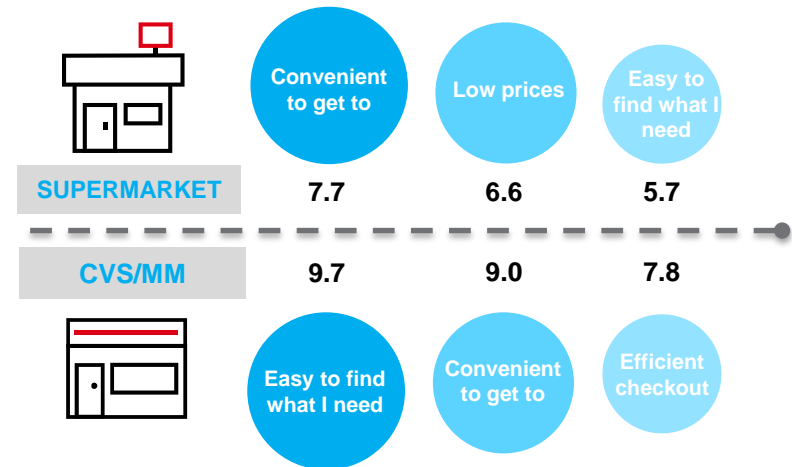 Convenient
to get to
Low prices
Easy to
find what I
need
SUPERMARKET
7.7
6.6
5.7
CVS/MM
9.7
9.0
7.8
Easy to find
what I need
Convenient
to get to
Efficient
checkout